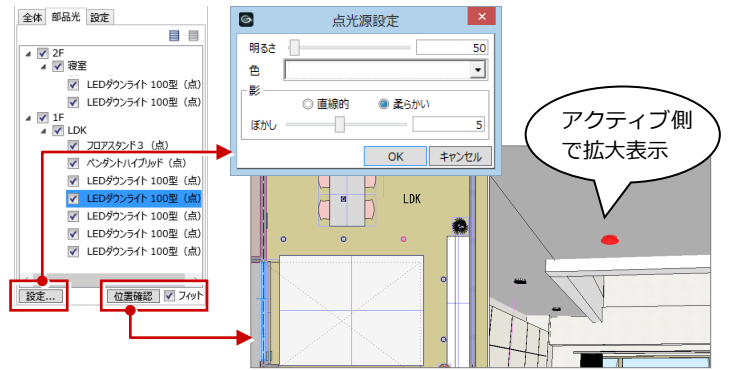 全体 部品光 設定
2F
寝室
LEDダウンライト 100型（点）
LEDダウンライト 100型（点）
1F
LDK
フロアスタンド3（点）
ペンダントハイブリッド（点）
LEDダウンライト 100型（点）
LEDダウンライト 100型（点）
LEDダウンライト 100型（点）
LEDダウンライト 100型（点）
LEDダウンライト 100型（点）
設定... 位置確認 フィット
点光源設定
明るさ 50
色
影
直線的 柔らかい
ぼかし 5
OK キャンセル
LDK
アクティブ側
で拡大表示